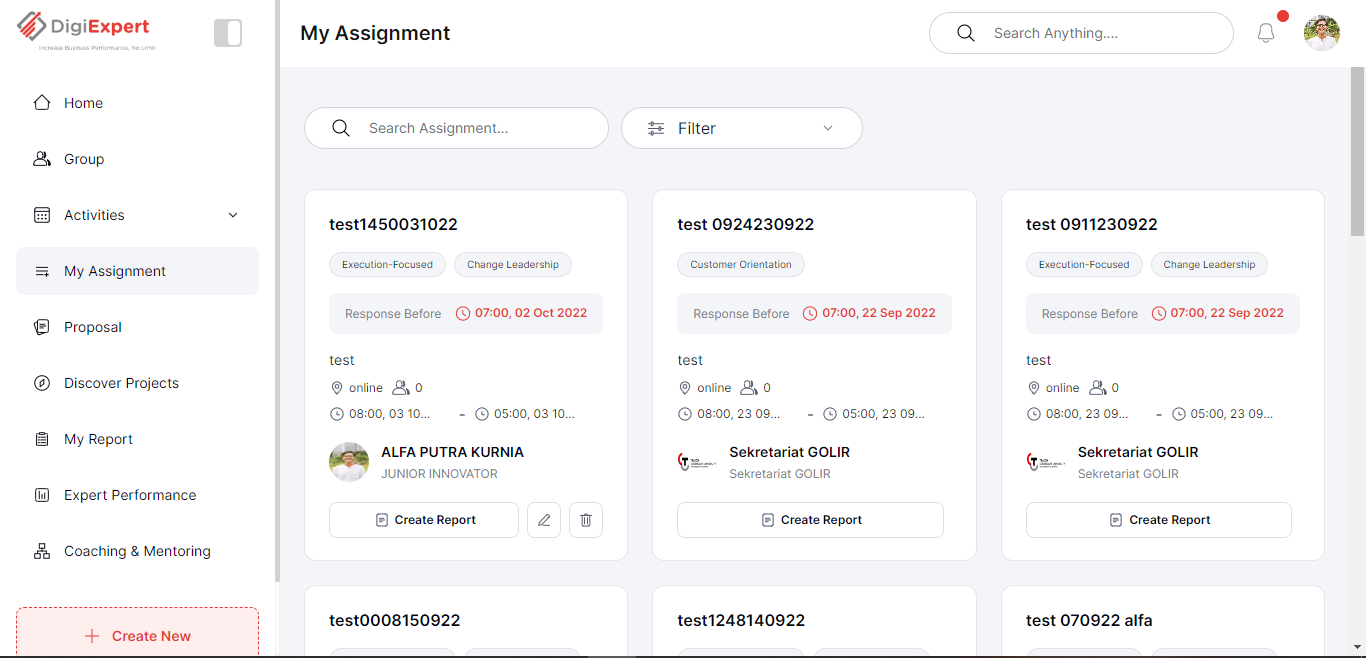 DigiExpert
Increase Business Performance, No Limit
Home
Group
Activities
My Assignment
Proposal
Discover Projects
My Report
Expert Performance
Coaching & Mentoring
Create New
My Assignment
Search Anything....
Search Assignment...
Filter
test1450031022
Execution-Focused
Change Leadership
Response Before
07:00, 02 Oct 2022
test
online
0
08:00, 03 10...
-
05:00, 03 10...
ALFA PUTRA KURNIA
JUNIOR INNOVATOR
Create Report
test 0924230922
Customer Orientation
Response Before
07:00, 22 Sep 2022
test
online
0
08:00, 23 09...
-
05:00, 23 09...
Sekretariat GOLIR
Sekretariat GOLIR
Create Report
test 0911230922
Execution-Focused
Change Leadership
Response Before
07:00, 22 Sep 2022
test
online
0
08:00, 23 09...
-
05:00, 23 09...
Sekretariat GOLIR
Sekretariat GOLIR
Create Report
test0008150922
test1248140922
test 070922 alfa